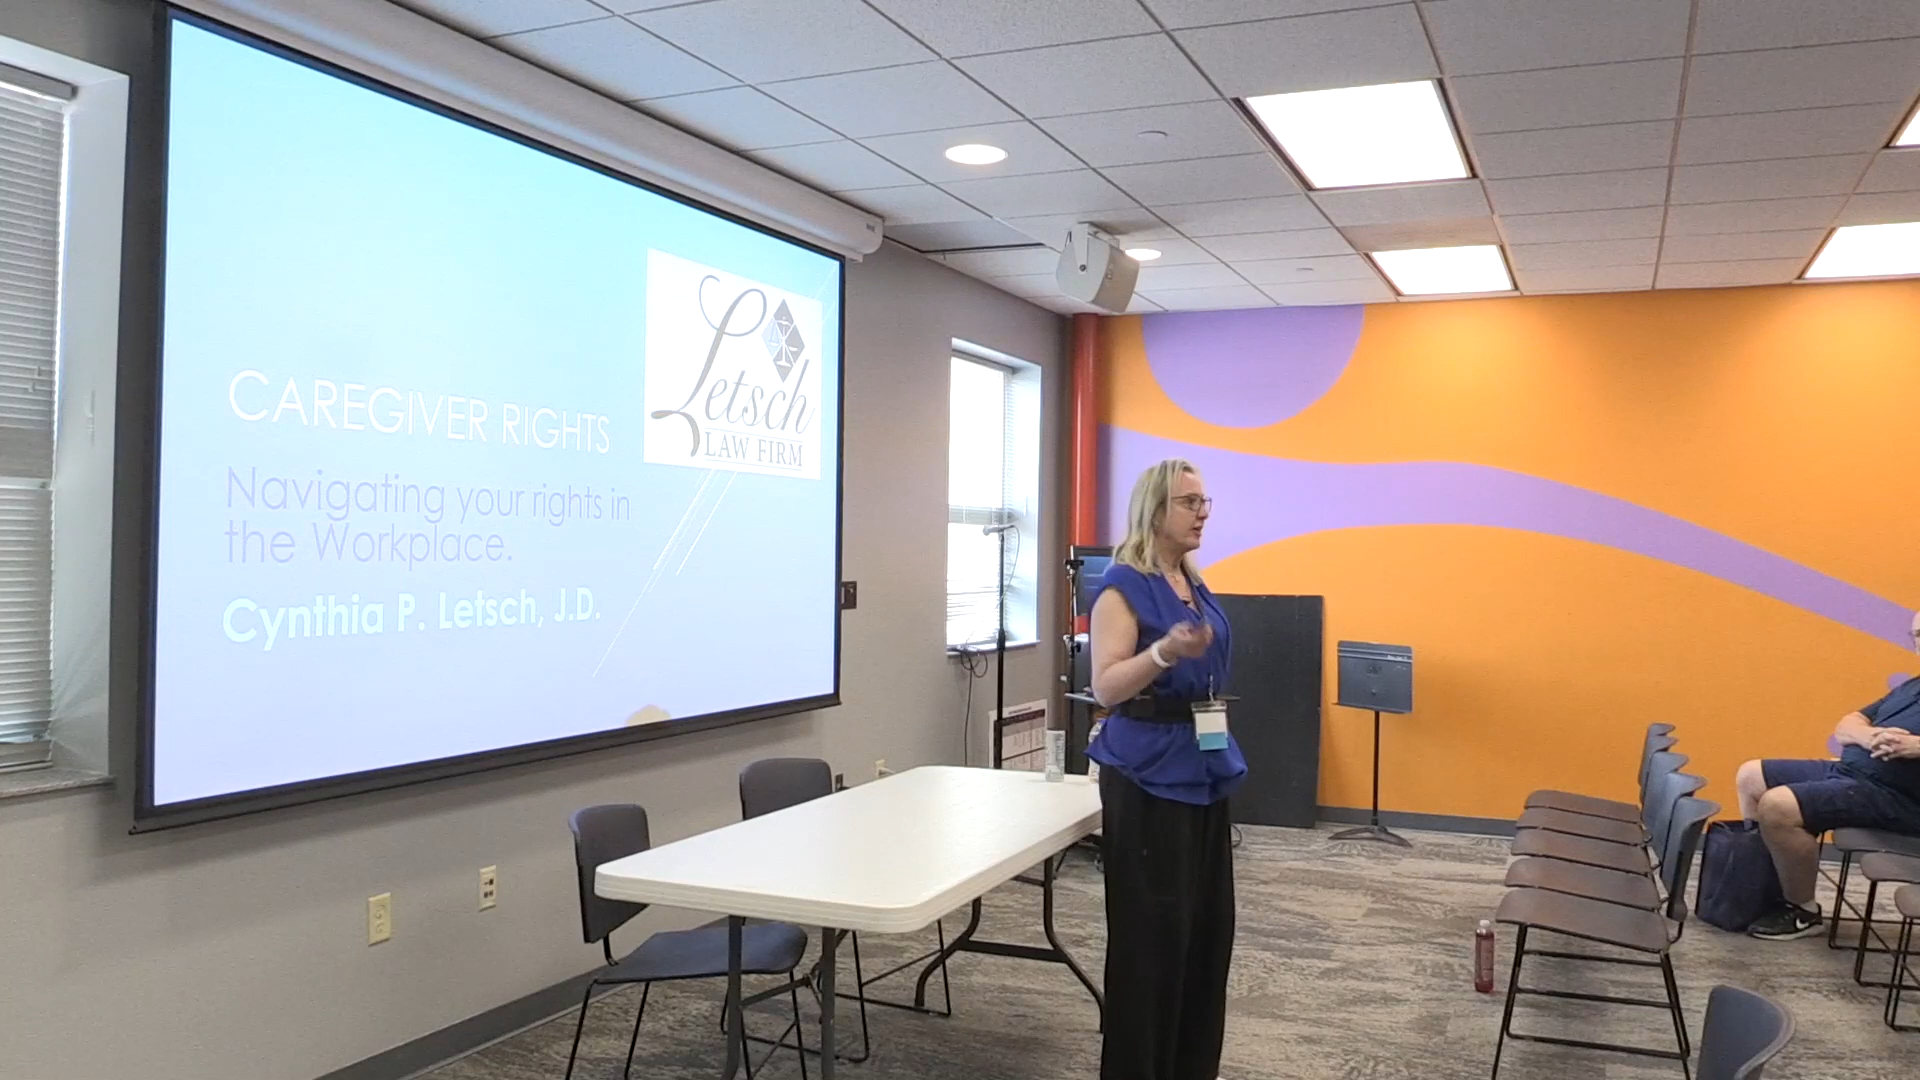 CAREGIVER RIGHTS
Navigating your rights in
the Workplace.
Cynthia P. Letsch, J.D.
Letsch
LAW FIRM